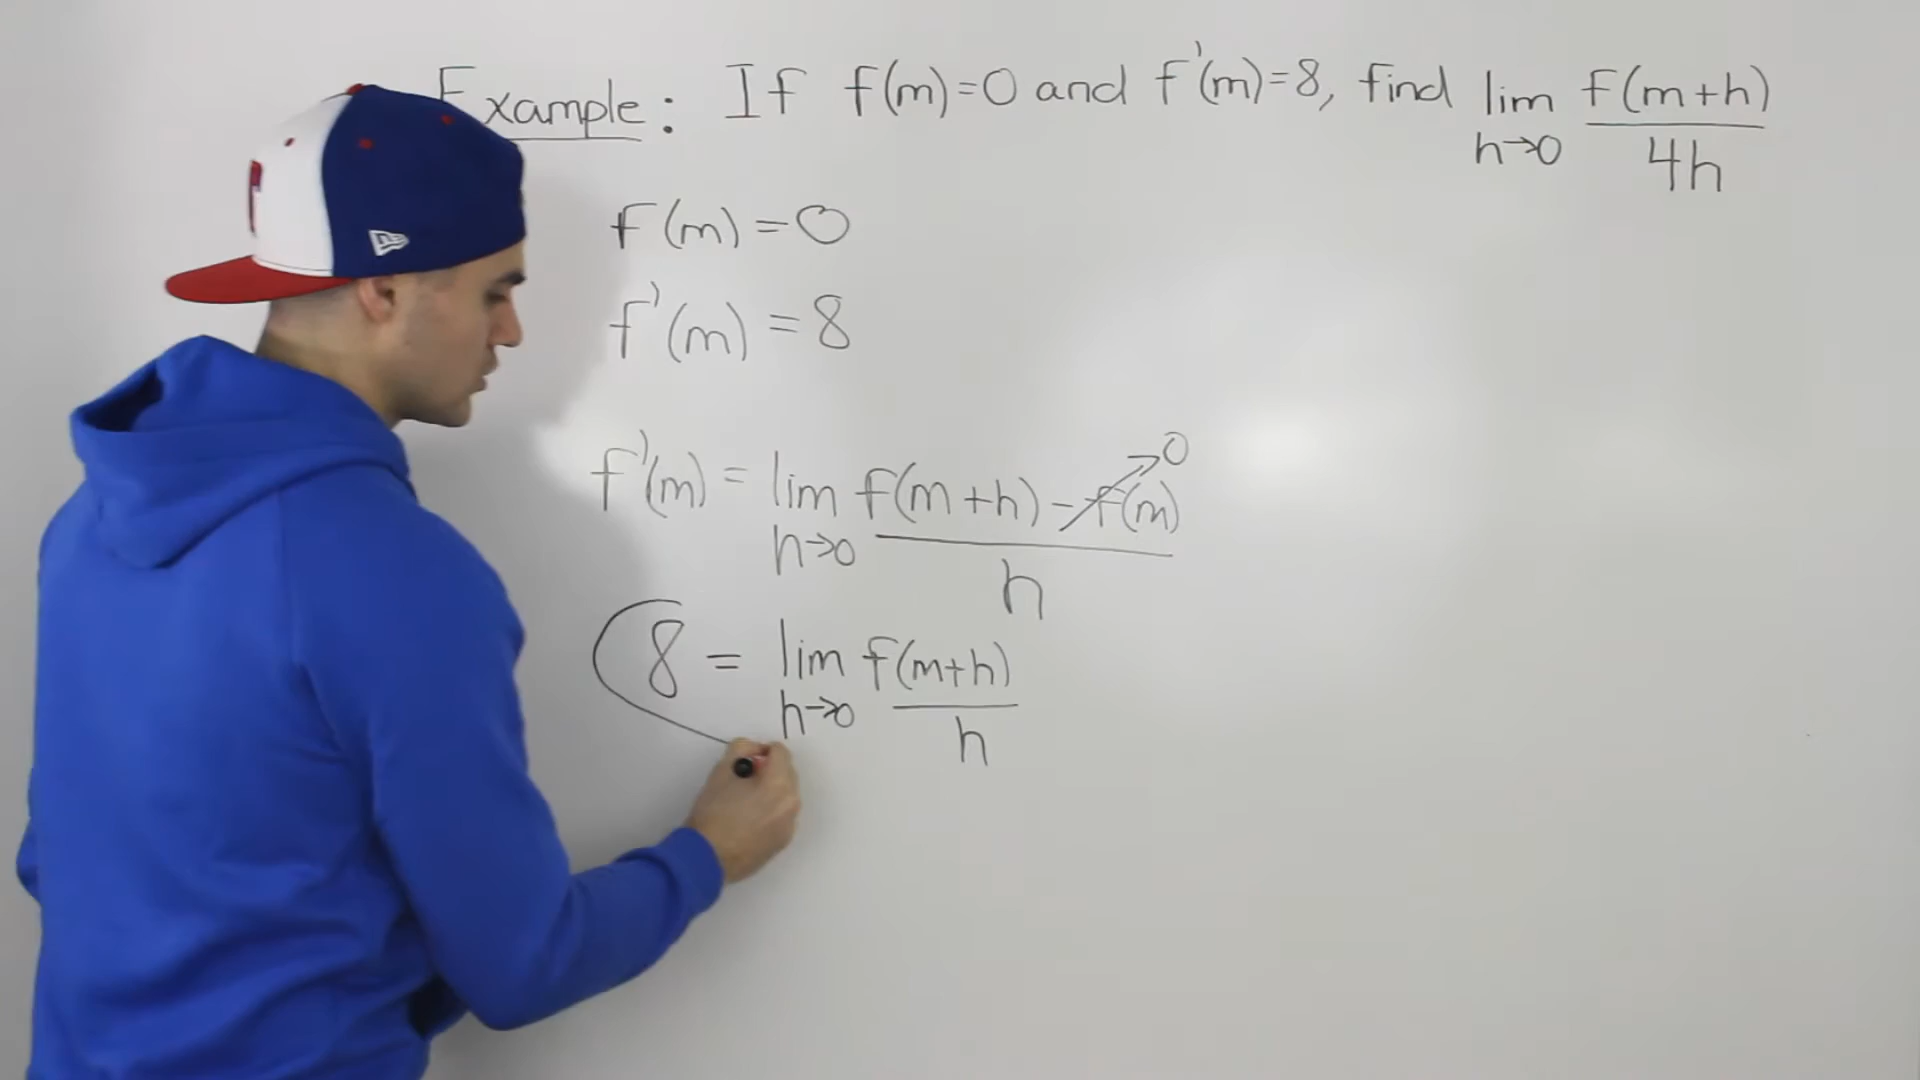 Example: If f(m)=0 and f'(m)=8, find lim h→0 f(m+h) / 4h
f(m)=0
f'(m)=8
f'(m) = lim h→0 f(m+h) - f(m) → 0 / h
8 = lim h→0 f(m+h) / h